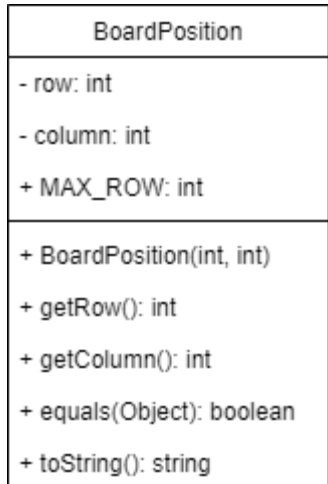 BoardPosition
- row: int
- column: int
+ MAX_ROW: int
+ BoardPosition(int, int)
+ getRow(): int
+ getColumn(): int
+ equals(Object): boolean
+ toString(): string